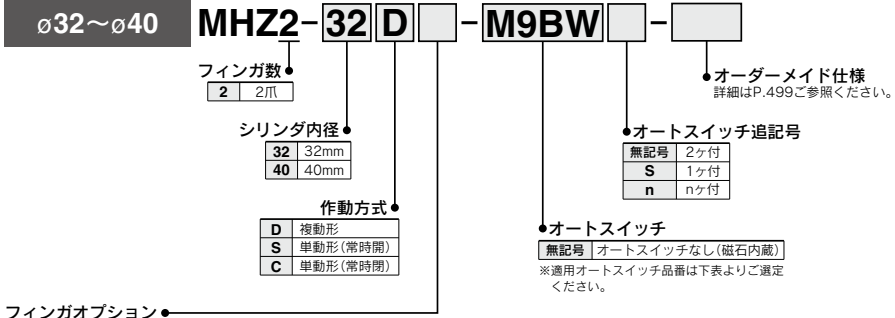 ø32～ø40
MHZ2-32D□-M9BW□-□
フィンガ数
2 2爪
シリンダ内径
32 32mm
40 40mm
作動方式
D 複動形
S 単動形（常時開）
C 単動形（常時閉）
フィンガオプション
オーダーメイド仕様
詳細はP.499ご参照ください。
オートスイッチ追記号
無記号 2ヶ付
S 1ヶ付
n nヶ付
オートスイッチ
無記号 オートスイッチなし（磁石内蔵）
※適用オートスイッチ品番は下表よりご選定
ください。